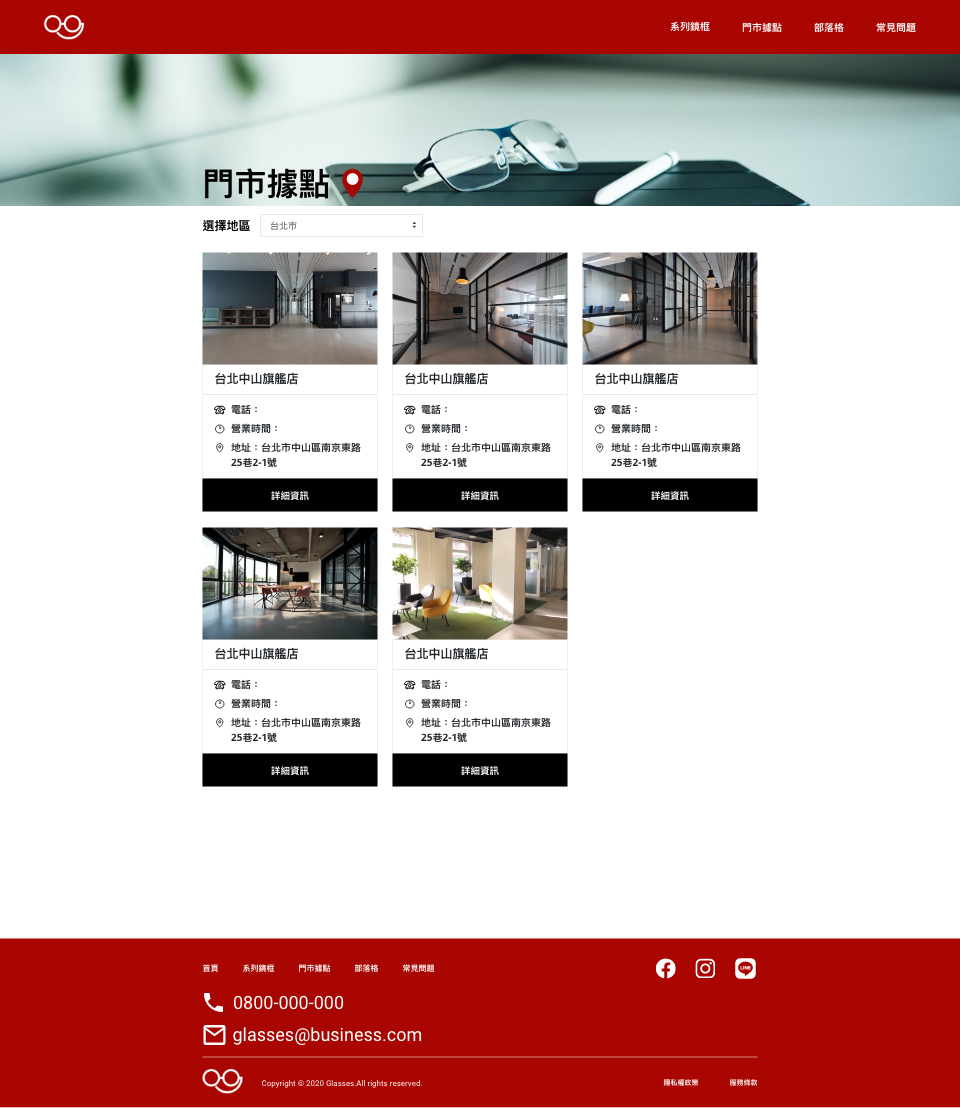 系列鏡框
門市據點
部落格
常見問題
門市據點
選擇地區
台北市
台北中山旗艦店
電話：
營業時間：
地址：台北市中山區南京東路
25巷2-1號
詳細資訊
台北中山旗艦店
電話：
營業時間：
地址：台北市中山區南京東路
25巷2-1號
詳細資訊
台北中山旗艦店
電話：
營業時間：
地址：台北市中山區南京東路
25巷2-1號
詳細資訊
台北中山旗艦店
電話：
營業時間：
地址：台北市中山區南京東路
25巷2-1號
詳細資訊
台北中山旗艦店
電話：
營業時間：
地址：台北市中山區南京東路
25巷2-1號
詳細資訊
首頁
系列鏡框
門市據點
部落格
常見問題
LINE
0800-000-000
glasses@business.com
Copyright © 2020 Glasses.All rights reserved.
隱私權政策
服務條款